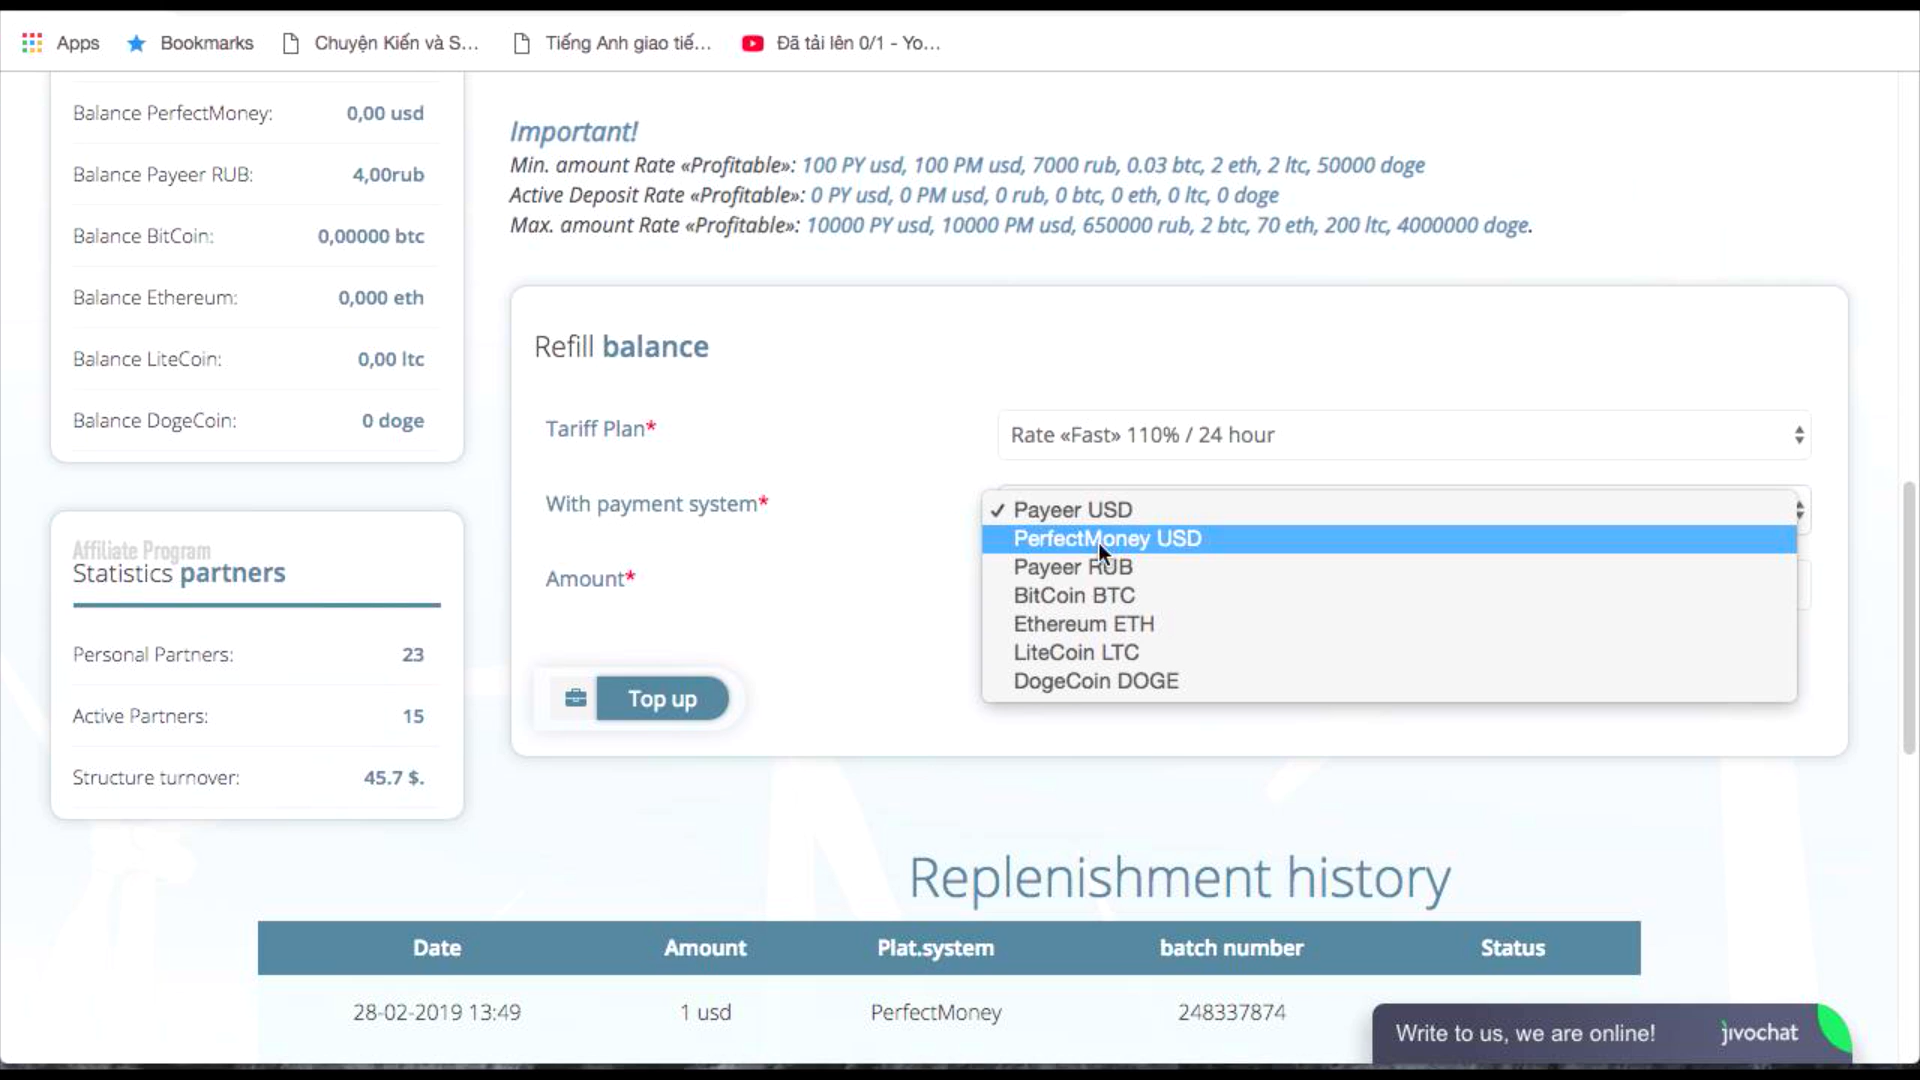 Apps Bookmarks Chuyện Kiến và S... Tiếng Anh giao tiế... Đã tải lên 0/1 - Yo...
Balance PerfectMoney: 0,00 usd
Balance Payeer RUB: 4,00rub
Balance BitCoin: 0,00000 btc
Balance Ethereum: 0,000 eth
Balance LiteCoin: 0,00 ltc
Balance DogeCoin: 0 doge
Affiliate Program
Statistics partners
Personal Partners: 23
Active Partners: 15
Structure turnover: 45.7 $.
Important!
Min. amount Rate «Profitable»: 100 PY usd, 100 PM usd, 7000 rub, 0.03 btc, 2 eth, 2 ltc, 50000 doge
Active Deposit Rate «Profitable»: 0 PY usd, 0 PM usd, 0 rub, 0 btc, 0 eth, 0 ltc, 0 doge
Max. amount Rate «Profitable»: 10000 PY usd, 10000 PM usd, 650000 rub, 2 btc, 70 eth, 200 ltc, 4000000 doge.
Refill balance
Tariff Plan* Rate «Fast» 110% / 24 hour
With payment system*
✓ Payeer USD
PerfectMoney USD
Payeer RUB
BitCoin BTC
Ethereum ETH
LiteCoin LTC
DogeCoin DOGE
Amount*
Top up
Replenishment history
Date Amount Plat.system batch number Status
28-02-2019 13:49 1 usd PerfectMoney 248337874
Write to us, we are online! jivochat